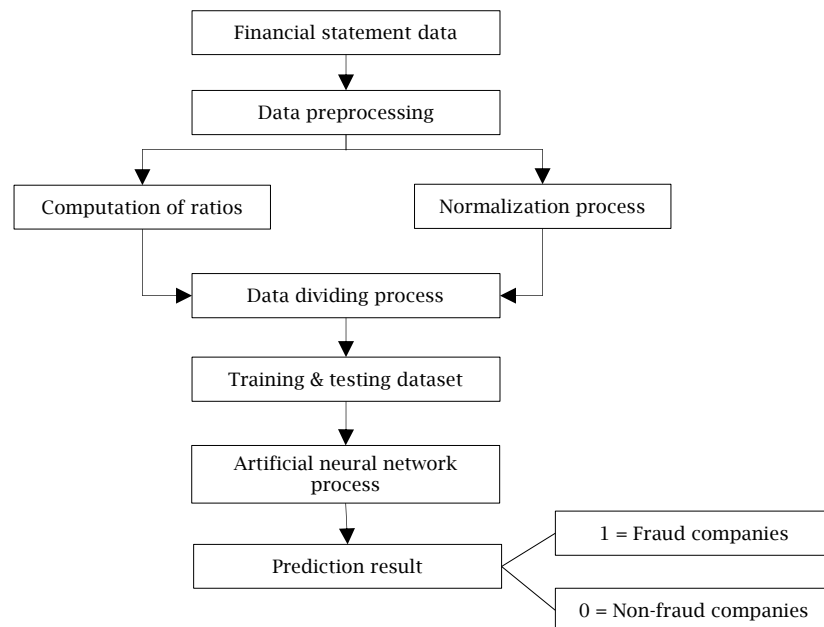 Financial statement data
Data preprocessing
Computation of ratios
Normalization process
Data dividing process
Training & testing dataset
Artificial neural network
process
Prediction result
1 = Fraud companies
0 = Non-fraud companies